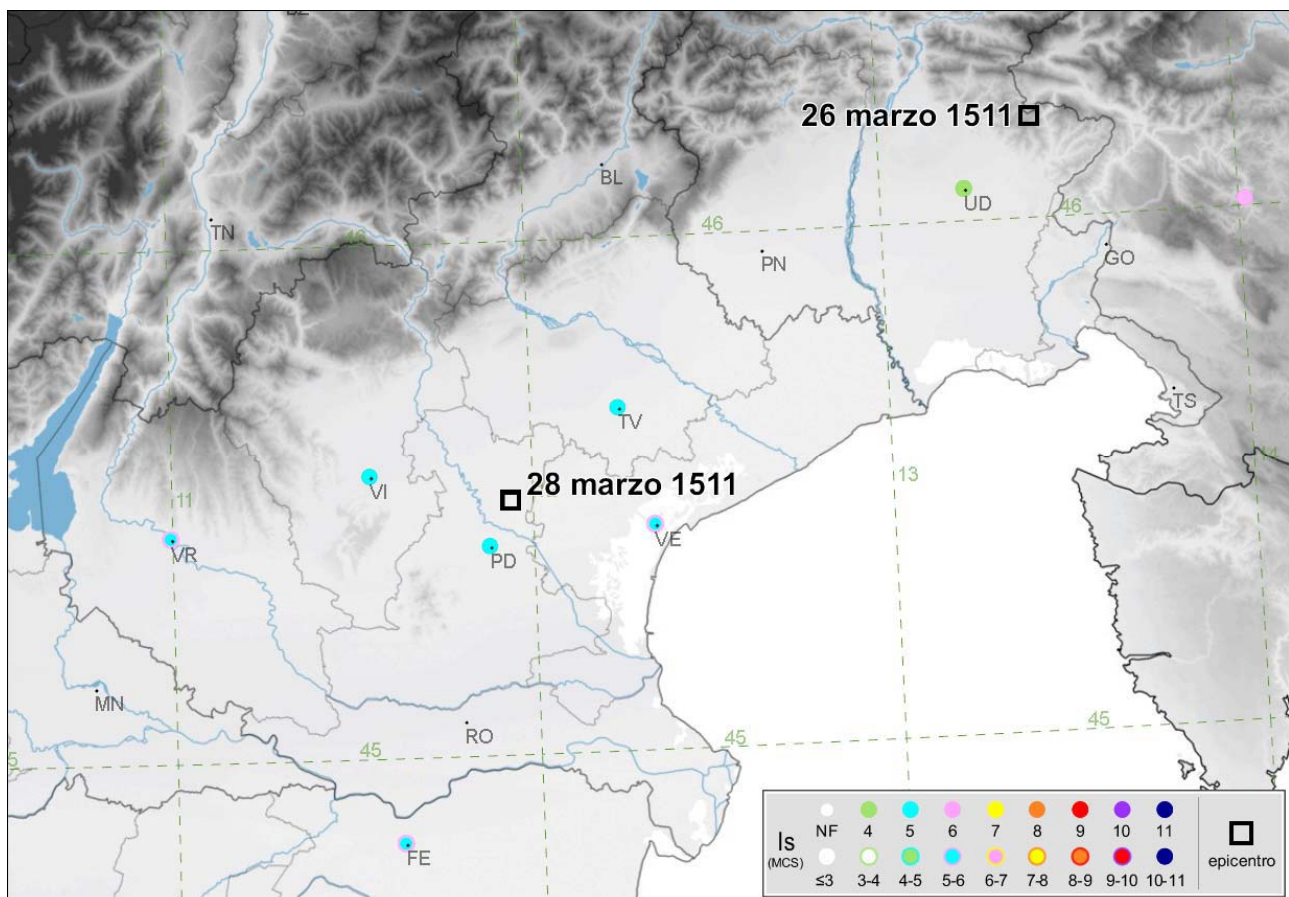 26 marzo 1511
BL
UD
46
TN
46
46
PN
GO
TS
TV
28 marzo 1511
13
VI
11
VE
VR
PD
MN
RO
45
45
45
FE
Is
(MCS)
NF 4 5 6 7 8 9 10 11
≤3 3-4 4-5 5-6 6-7 7-8 8-9 9-10 10-11
epicentro